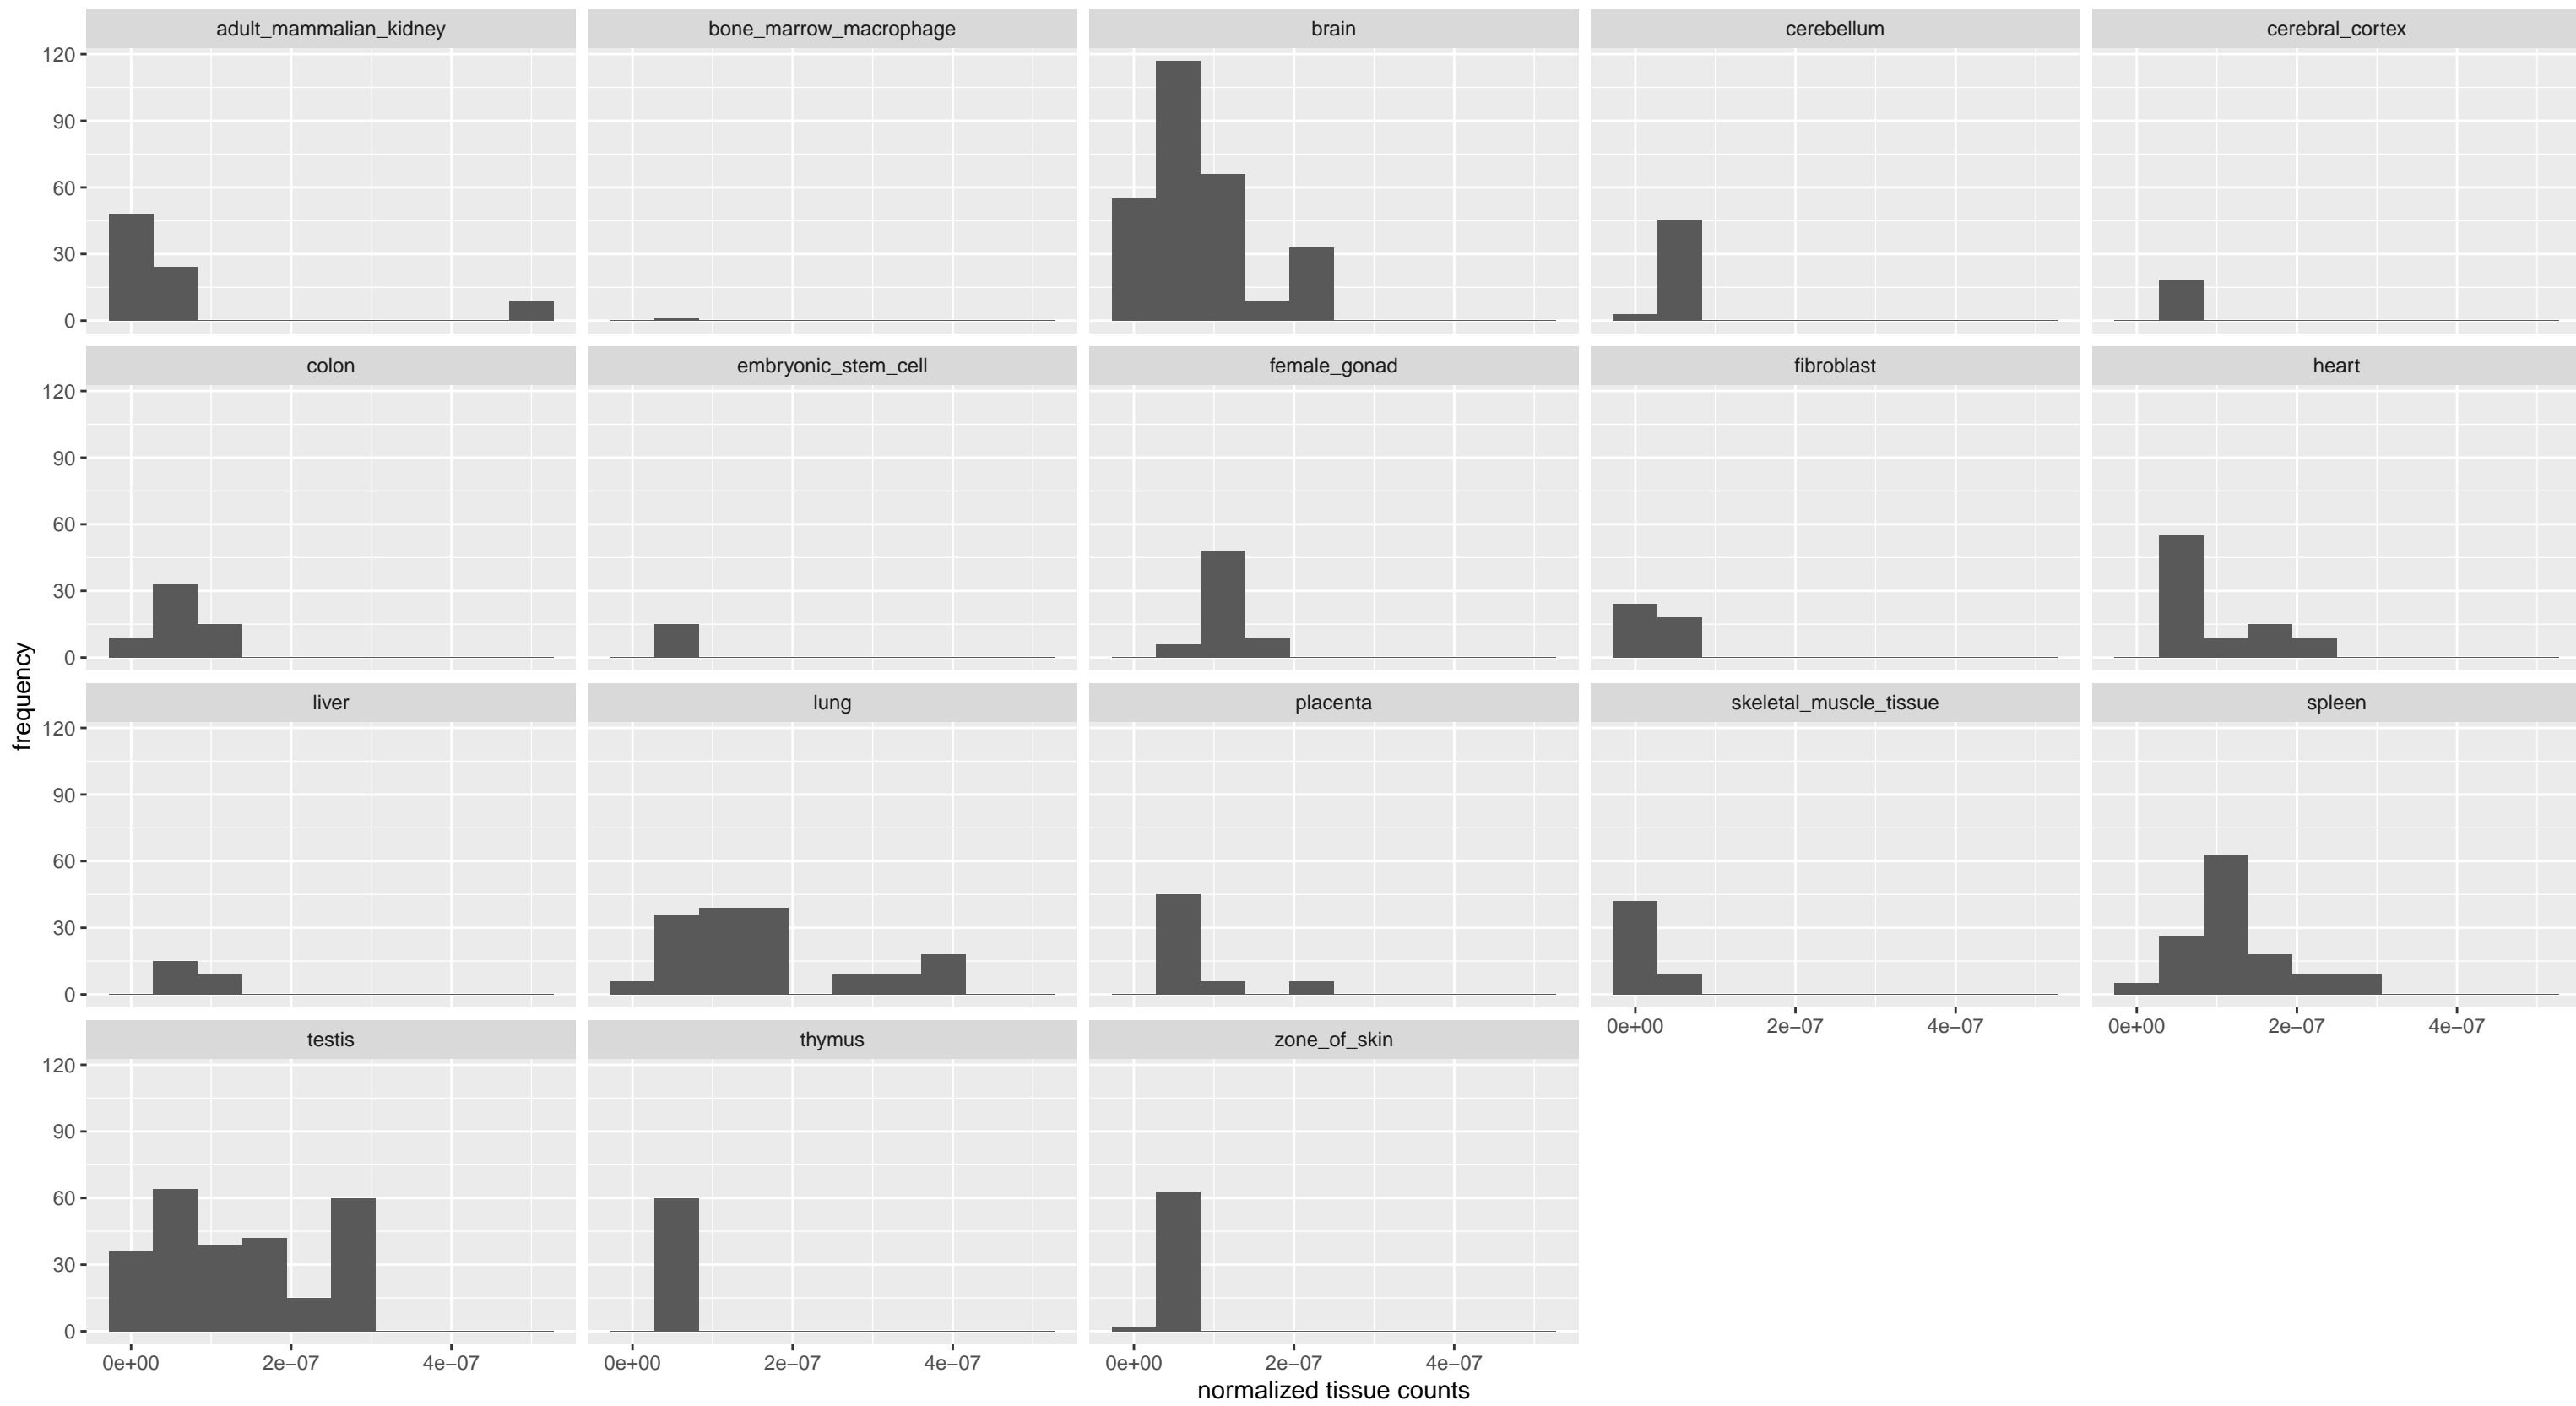 adult_mammalian_kidney bone_marrow_macrophage brain cerebellum cerebral_cortex
120
90
60
30
0
colon embryonic_stem_cell female_gonad fibroblast heart
120
90
60
30
0
liver lung placenta skeletal_muscle_tissue spleen
120
90
60
30
0
0e+00 2e−07 4e−07 0e+00 2e−07 4e−07
testis thymus zone_of_skin
120
90
60
30
0
0e+00 2e−07 4e−07 0e+00 2e−07 4e−07 0e+00 2e−07 4e−07
normalized tissue counts
frequency